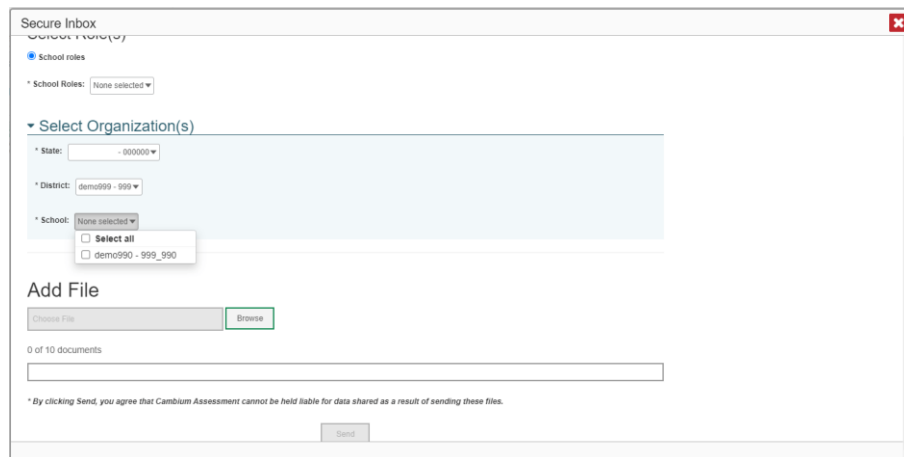 Secure Inbox
Select Role(s)
School roles
* School Roles: None selected
Select Organization(s)
* State: - 000000
* District: demo999 - 999
* School: None selected
Select all
demo990 - 999_990
Add File
Choose File Browse
0 of 10 documents
* By clicking Send, you agree that Cambium Assessment cannot be held liable for data shared as a result of sending these files.
Send